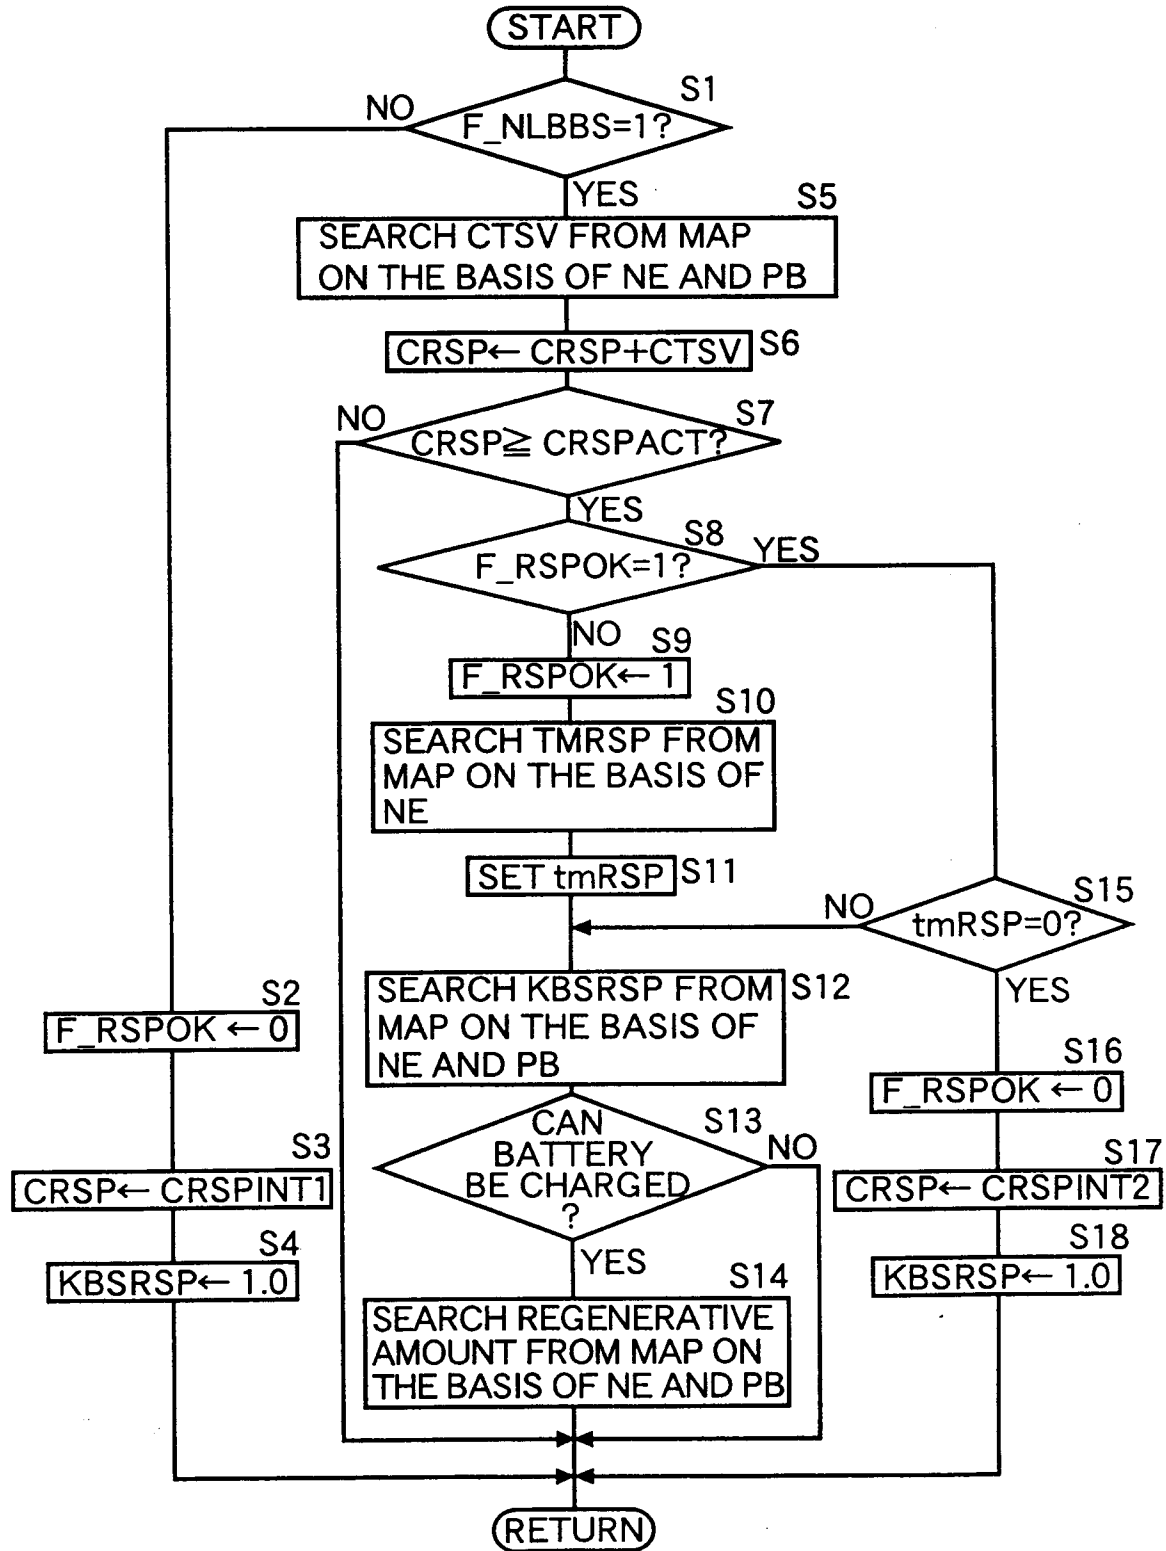 START
S1
NO
F_NLBBS=1?
YES
S5
SEARCH CTSV FROM MAP
ON THE BASIS OF NE AND PB
CRSP← CRSP+CTSV
S6
NO
S7
CRSP≧ CRSPACT?
YES
S8
YES
F_RSPOK=1?
NO
S9
F_RSPOK← 1
S10
SEARCH TMRSP FROM
MAP ON THE BASIS OF
NE
SET tmRSP
S11
S15
NO
tmRSP=0?
YES
SEARCH KBSRSP FROM
S12
MAP ON THE BASIS OF
NE AND PB
S2
F_RSPOK ← 0
S16
F_RSPOK ← 0
S13
CAN
BATTERY
BE CHARGED
?
NO
YES
S3
CRSP← CRSPINT1
S17
CRSP← CRSPINT2
S4
KBSRSP← 1.0
S18
KBSRSP← 1.0
S14
SEARCH REGENERATIVE
AMOUNT FROM MAP ON
THE BASIS OF NE AND PB
RETURN